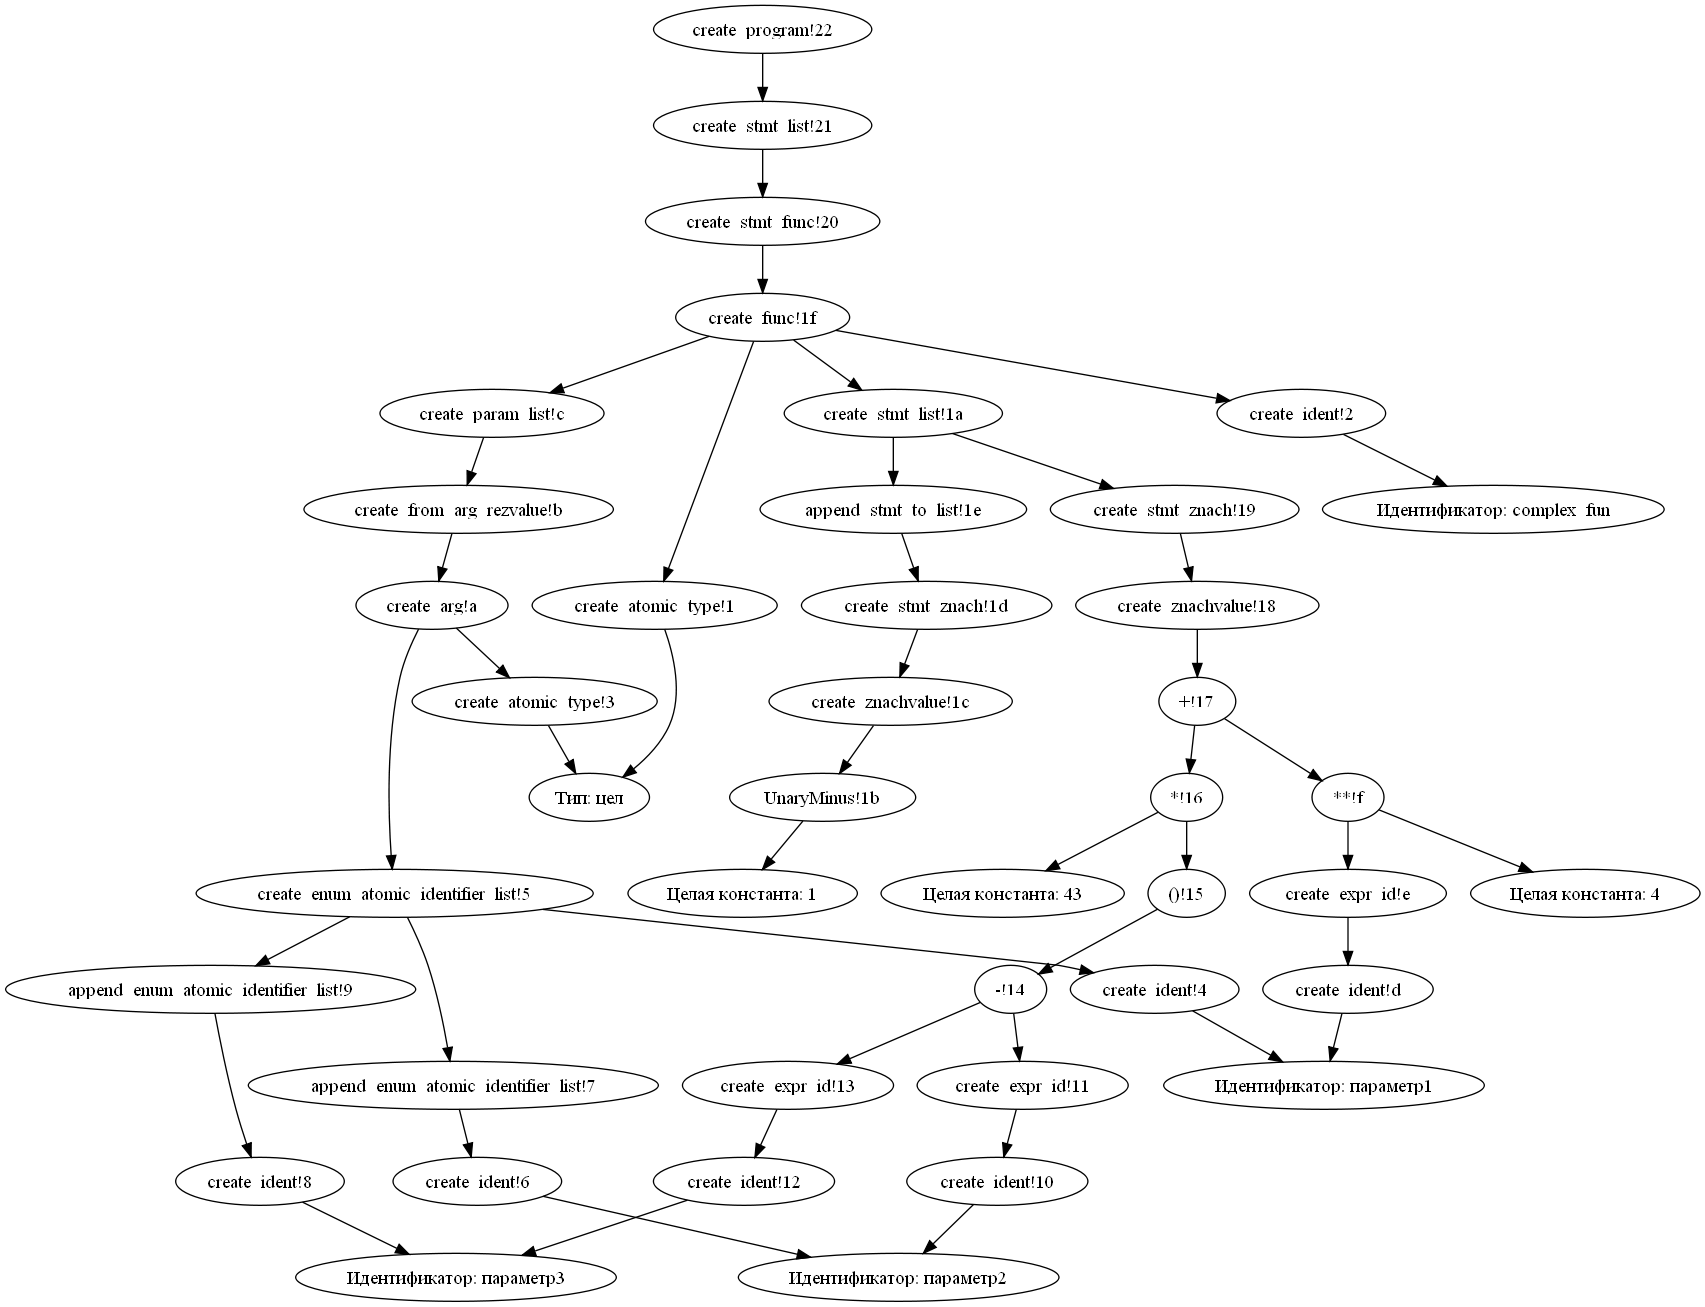 create program!22
create stmt list!21
create stmt func!20
create func!1f
create param list!c
create stmt list!1a
create ident!2
create from arg rezvalue!b
append stmt to list!1e
create stmt znach!19
Идентификатор: complex fun
create arg!a
create atomic type!1
create stmt znach!1d
create znachvalue!18
create atomic type!3
create znachvalue!1c
+!17
Тип: цел
UnaryMinus!1b
*!16
**!f
create enum atomic identifier list!5
Целая константа: 1
Целая константа: 43
()!15
create expr id!e
Целая константа: 4
append enum atomic identifier list!9
-!14
create ident!4
create ident!d
append enum atomic identifier list!7
create expr id!13
create expr id!11
Идентификатор: параметр1
create ident!8
create ident!6
create ident!12
create ident!10
Идентификатор: параметр3
Идентификатор: параметр2